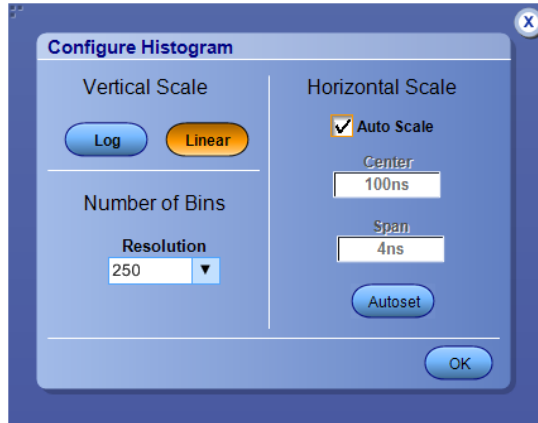 X
Configure Histogram
Vertical Scale
Log
Linear
Number of Bins
Resolution
250
Horizontal Scale
Auto Scale
Center
100ns
Span
4ns
Autoset
OK